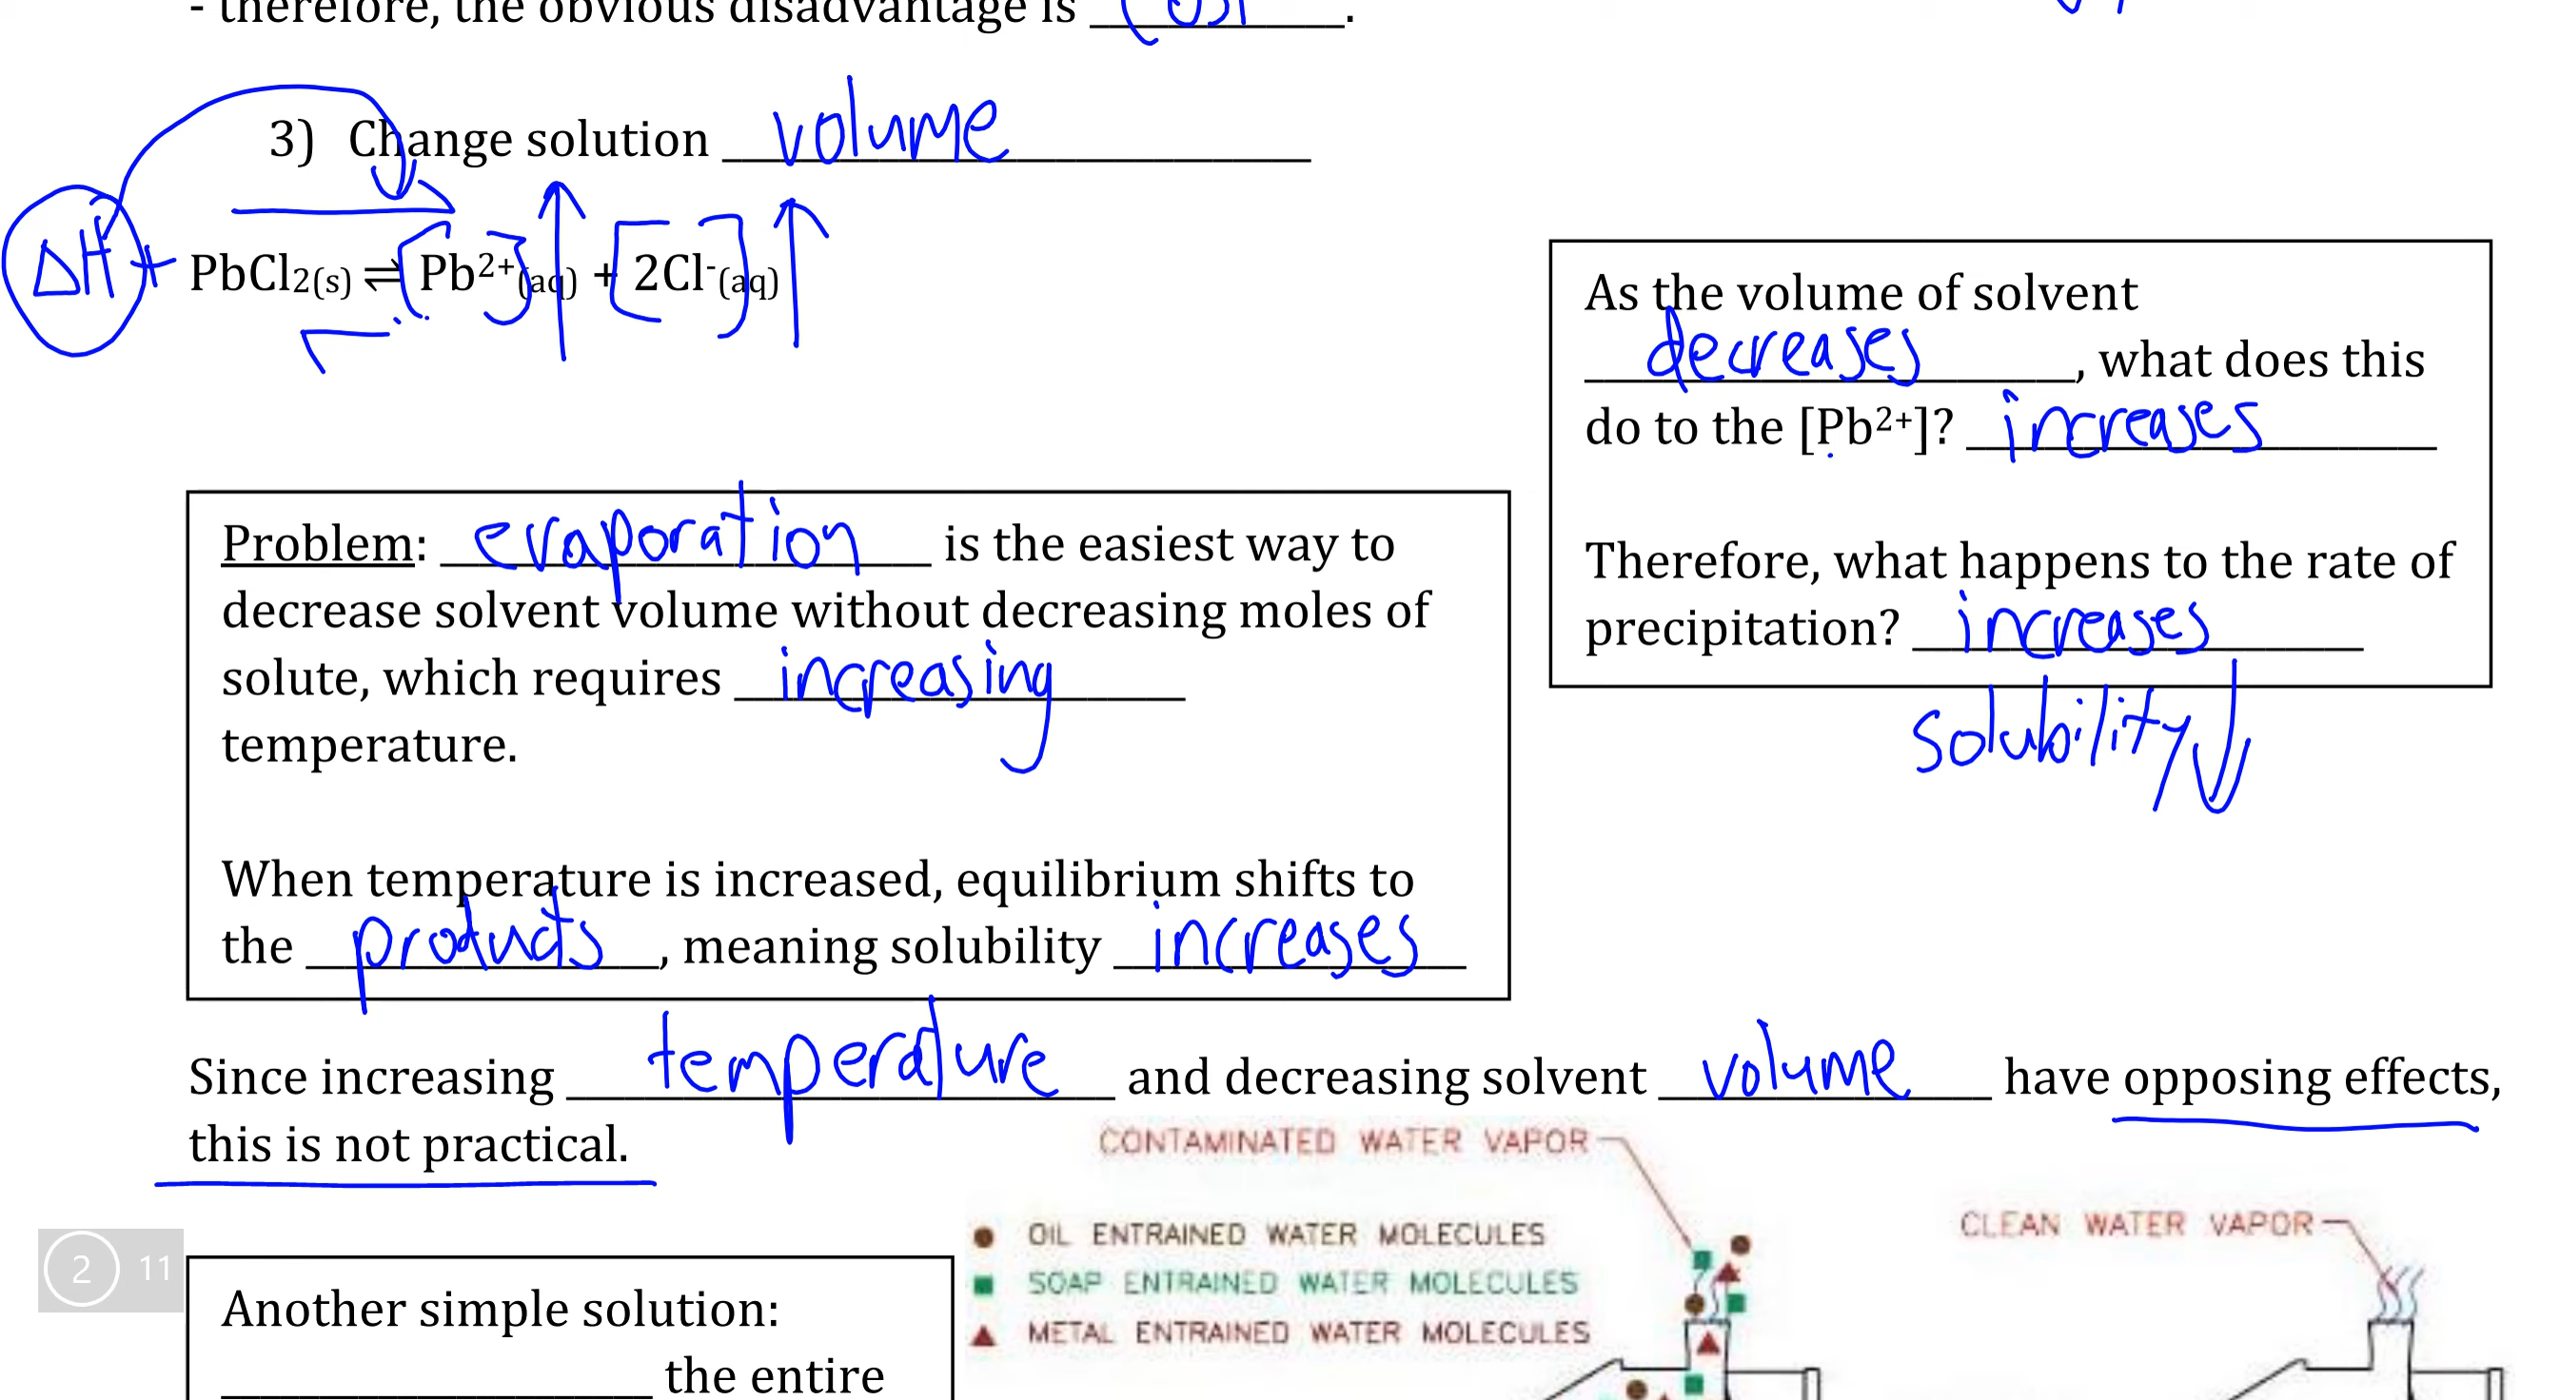 - therefore, the obvious disadvantage is cost.
3) Change solution volume
ΔH + PbCl2(s) ⇌ [Pb2+](aq) + [2Cl-](aq)
As the volume of solvent
decreases, what does this
do to the [Pb2+]? increases
Therefore, what happens to the rate of
precipitation? increases
solubility ↓
Problem: evaporation is the easiest way to
decrease solvent volume without decreasing moles of
solute, which requires increasing
temperature.
When temperature is increased, equilibrium shifts to
the products, meaning solubility increases
Since increasing temperature and decreasing solvent volume have opposing effects,
this is not practical.
CONTAMINATED WATER VAPOR
OIL ENTRAINED WATER MOLECULES
SOAP ENTRAINED WATER MOLECULES
METAL ENTRAINED WATER MOLECULES
CLEAN WATER VAPOR
2 11
Another simple solution:
____________ the entire